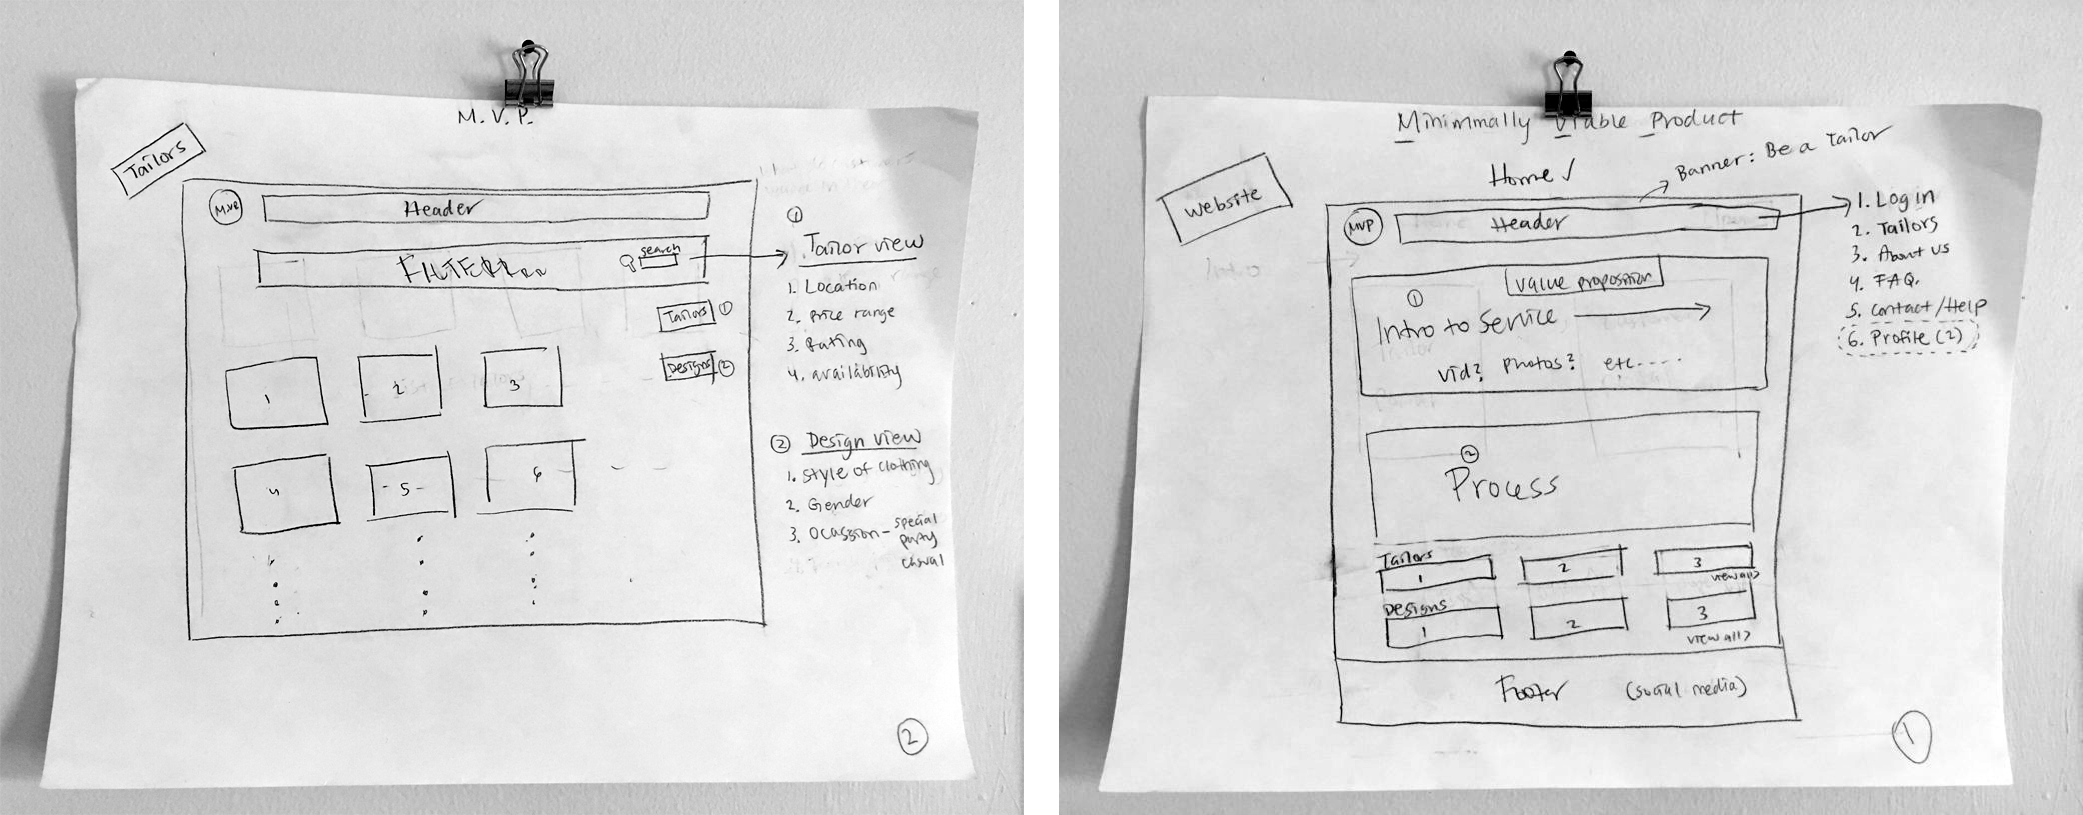 M.V.P.
Tailors
M.VP
Header
FILTER
search
Tailors ①
Designs ②
1
2
3
4
5
6
①
Tailor view
1. Location
2. Price range
3. Rating
4. availability
② Design view
1. Style of clothing
2. Gender
3. Ocassion - special
party
casual
2
Minimmally Viable Product
Home ✓
Banner: Be a Tailor
Website
MVP
Header
1. Log in
2. Tailors
3. About us
4. FAQ.
5. Contact/Help
6. Profile (2)
Intro
value proposition
①
Intro to Service
vid? photos? etc.....
②
Process
Tailors
1
2
3
view all>
Designs
1
2
3
view all>
Footer (social media)
1